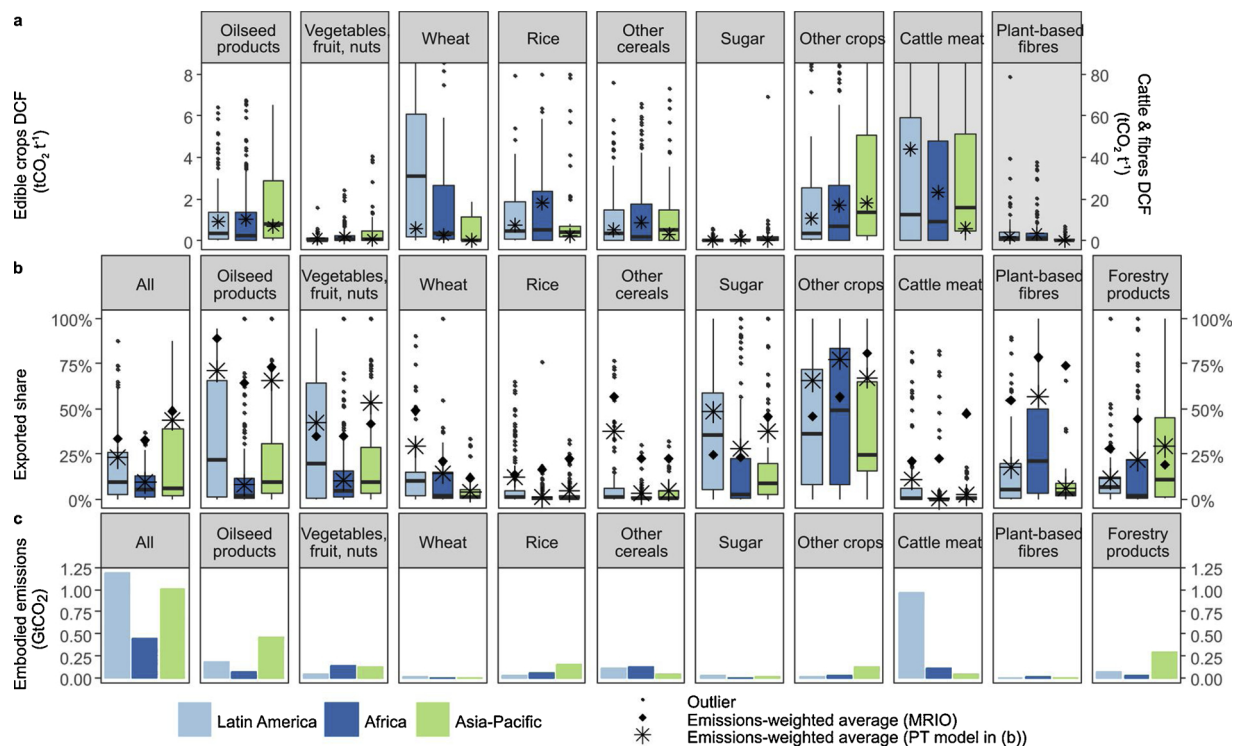 a
Oilseed products
Vegetables, fruit, nuts
Wheat
Rice
Other cereals
Sugar
Other crops
Cattle meat
Plant-based fibres
Edible crops DCF
(tCO2 t-1)
8
6
4
2
0
80
60
40
20
0
Cattle & fibres DCF
(tCO2 t-1)
b
All
Oilseed products
Vegetables, fruit, nuts
Wheat
Rice
Other cereals
Sugar
Other crops
Cattle meat
Plant-based fibres
Forestry products
Exported share
100%
75%
50%
25%
0%
100%
75%
50%
25%
0%
c
All
Oilseed products
Vegetables, fruit, nuts
Wheat
Rice
Other cereals
Sugar
Other crops
Cattle meat
Plant-based fibres
Forestry products
Embodied emissions
(GtCO2)
1.25
1.00
0.75
0.50
0.25
0.00
1.25
1.00
0.75
0.50
0.25
0.00
Latin America
Africa
Asia-Pacific
Outlier
Emissions-weighted average (MRIO)
Emissions-weighted average (PT model in (b))